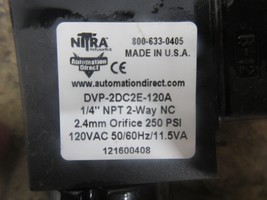 NITRA
PNEUMATICS
800-633-0405
MADE IN U.S.A.
Automation
Direct
CE
www.automationdirect.com
DVP-2DC2E-120A
1/4" NPT 2-Way NC
2.4mm Orifice 250 PSI
120VAC 50/60Hz/11.5VA
121600408